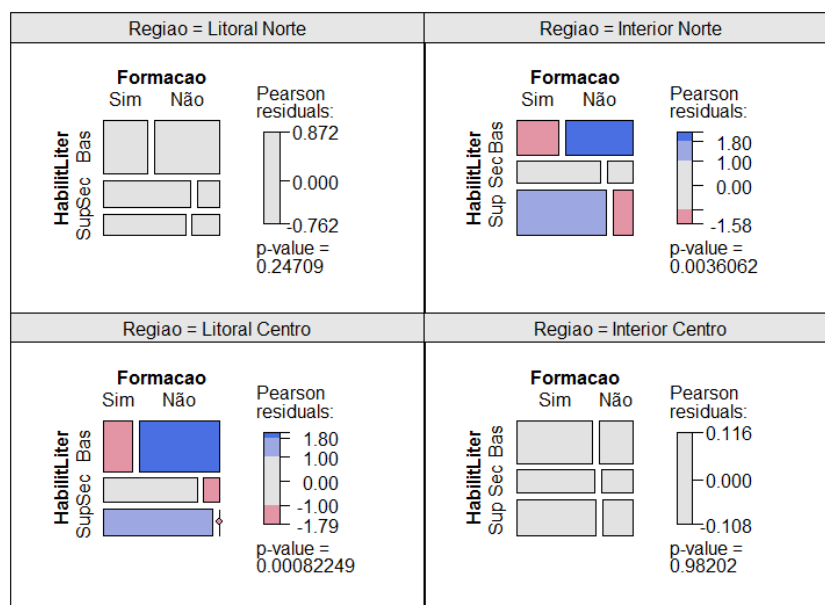 Regiao = Litoral Norte
Formacao
Sim Não
HabilitLiter
Bas
Sec
Sup
Pearson
residuals:
0.872
0.000
-0.762
p-value =
0.24709
Regiao = Interior Norte
Formacao
Sim Não
HabilitLiter
Bas
Sec
Sup
Pearson
residuals:
1.80
1.00
0.00
-1.58
p-value =
0.0036062
Regiao = Litoral Centro
Formacao
Sim Não
HabilitLiter
Bas
Sec
Sup
Pearson
residuals:
1.80
1.00
0.00
-1.00
-1.79
p-value =
0.00082249
Regiao = Interior Centro
Formacao
Sim Não
HabilitLiter
Bas
Sec
Sup
Pearson
residuals:
0.116
0.000
-0.108
p-value =
0.98202